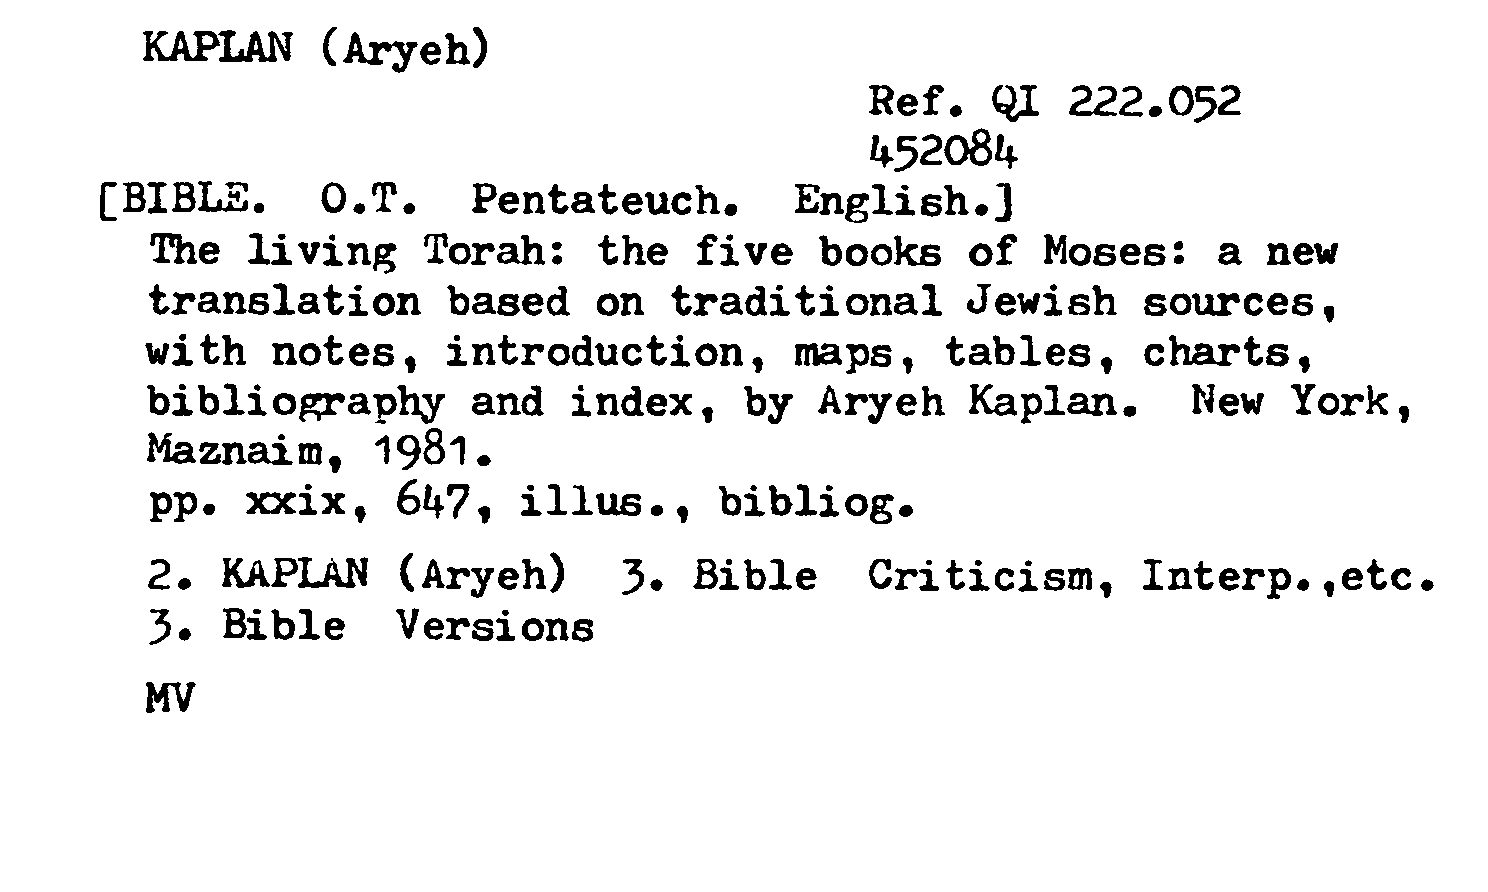 KAPLAN (Aryeh)
Ref. QI 222.052
452084
[BIBLE. O.T. Pentateuch. English.]
The living Torah: the five books of Moses: a new
translation based on traditional Jewish sources,
with notes, introduction, maps, tables, charts,
bibliography and index, by Aryeh Kaplan. New York,
Maznaim, 1981.
pp. xxix, 647, illus., bibliog.
2. KAPLAN (Aryeh) 3. Bible Criticism, Interp.,etc.
3. Bible Versions
MV